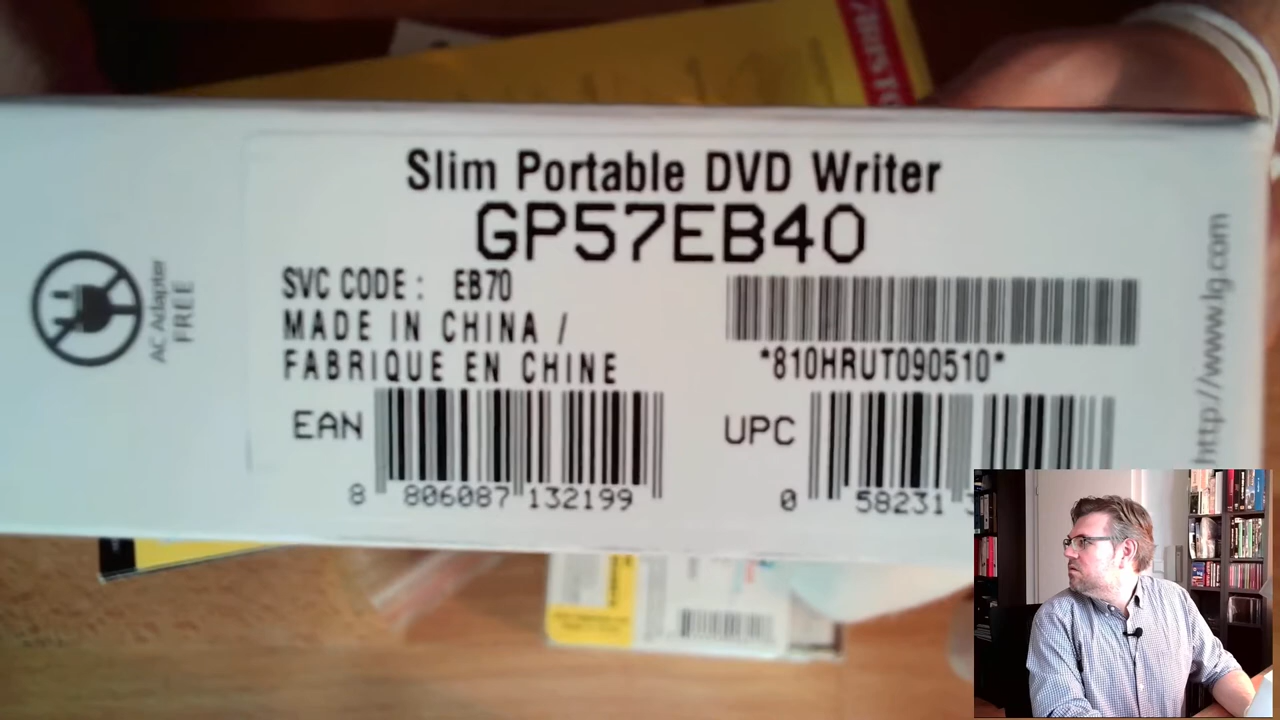 Slim Portable DVD Writer
GP57EB40
SVC CODE : EB70
MADE IN CHINA /
FABRIQUE EN CHINE
*810HRUT090510*
EAN
8 806087 132199
UPC
0 58231
AC Adapter
FREE
http://www.lg.com